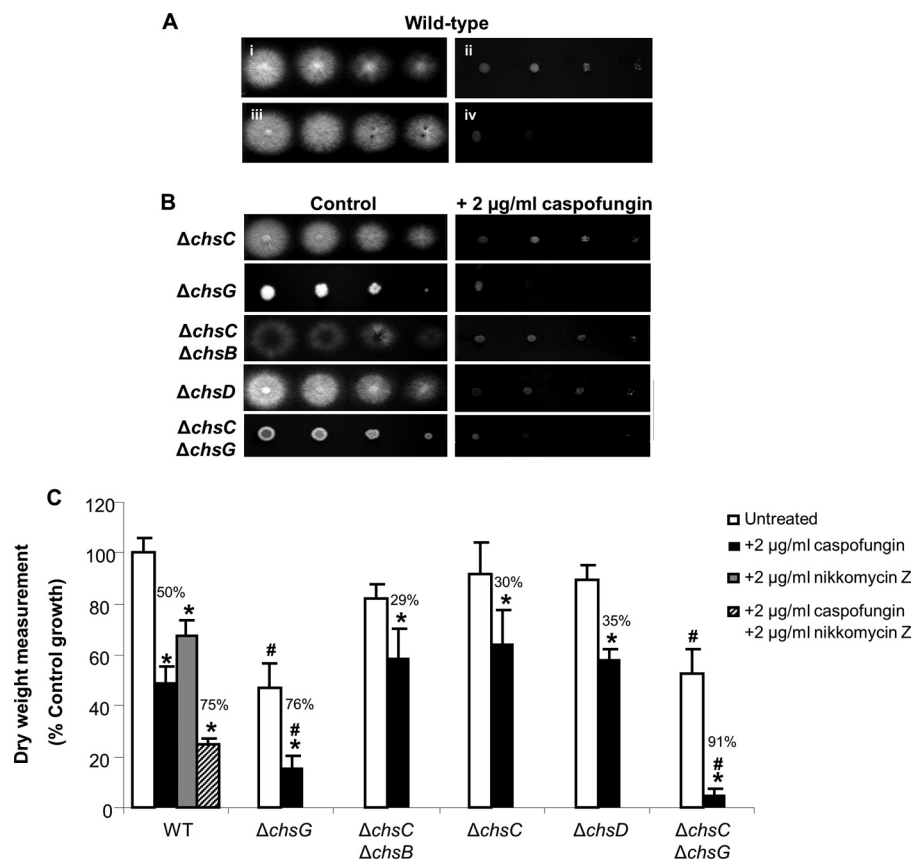 A
Wild-type
i
ii
iii
iv
B
Control
+ 2 µg/ml caspofungin
ΔchsC
ΔchsG
ΔchsC
ΔchsB
ΔchsD
ΔchsC
ΔchsG
C
Dry weight measurement
(% Control growth)
120
100
80
60
40
20
0
50%
*
*
75%
*
#
76%
#
*
29%
*
30%
*
35%
*
#
91%
#
*
WT
ΔchsG
ΔchsC
ΔchsB
ΔchsC
ΔchsD
ΔchsC
ΔchsG
Untreated
+2 µg/ml caspofungin
+2 µg/ml nikkomycin Z
+2 µg/ml caspofungin
+2 µg/ml nikkomycin Z